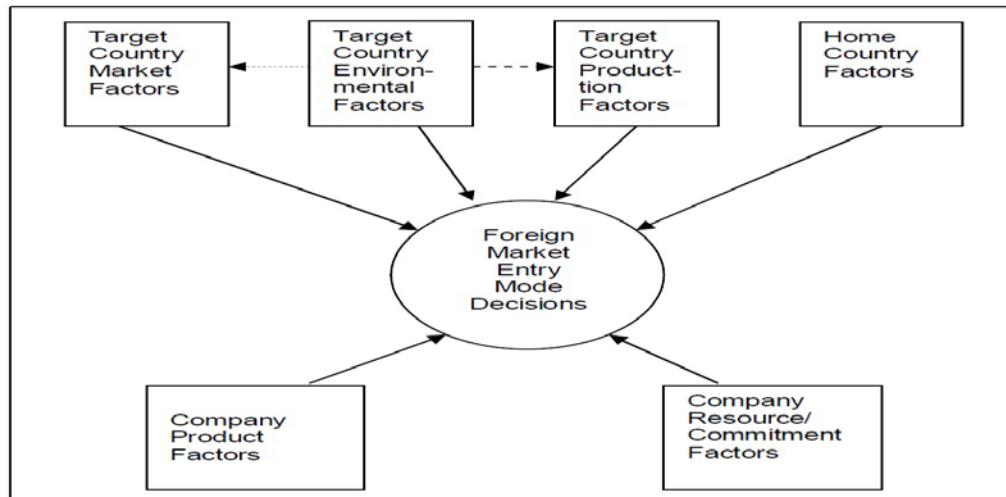 Target
Country
Market
Factors
Target
Country
Environ-
mental
Factors
Target
Country
Produc-
tion
Factors
Home
Country
Factors
Foreign
Market
Entry
Mode
Decisions
Company
Product
Factors
Company
Resource/
Commitment
Factors